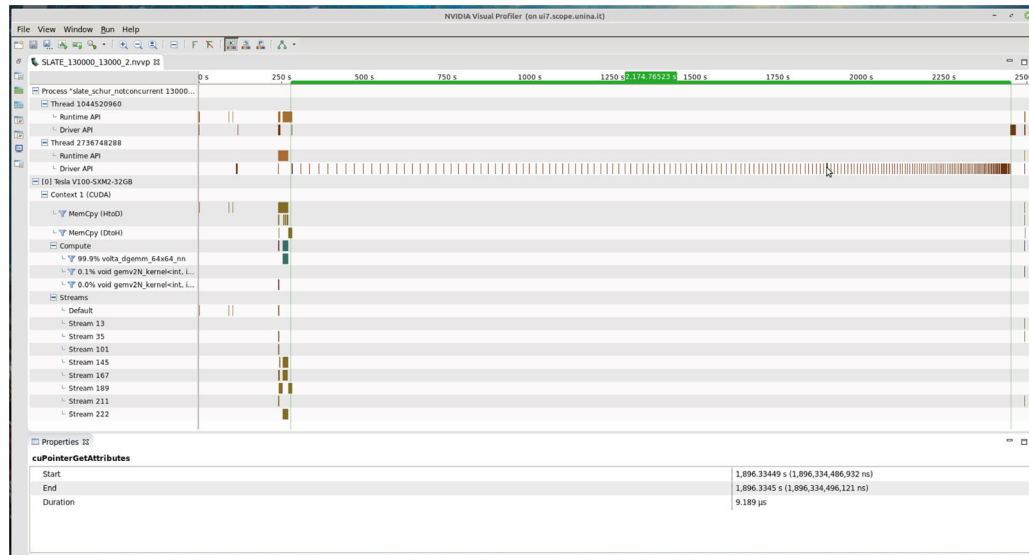 NVIDIA Visual Profiler (on ui7.scope.unina.it)
File View Window Run Help
SLATE_130000_13000_2.nvvp
0 s 250 s 500 s 750 s 1000 s 1250 s 2,174.76523 s 1500 s 1750 s 2000 s 2250 s 250
Process "slate_schur_notconcurrent 13000...
Thread 1044520960
Runtime API
Driver API
Thread 2736748288
Runtime API
Driver API
[0] Tesla V100-SXM2-32GB
Context 1 (CUDA)
MemCpy (HtoD)
MemCpy (DtoH)
Compute
99.9% volta_dgemm_64x64_nn
0.1% void gemv2N_kernel<int, i...
0.0% void gemv2N_kernel<int, i...
Streams
Default
Stream 13
Stream 35
Stream 101
Stream 145
Stream 167
Stream 189
Stream 211
Stream 222
Properties
cuPointerGetAttributes
Start 1,896.33449 s (1,896,334,486,932 ns)
End 1,896.3345 s (1,896,334,496,121 ns)
Duration 9.189 μs